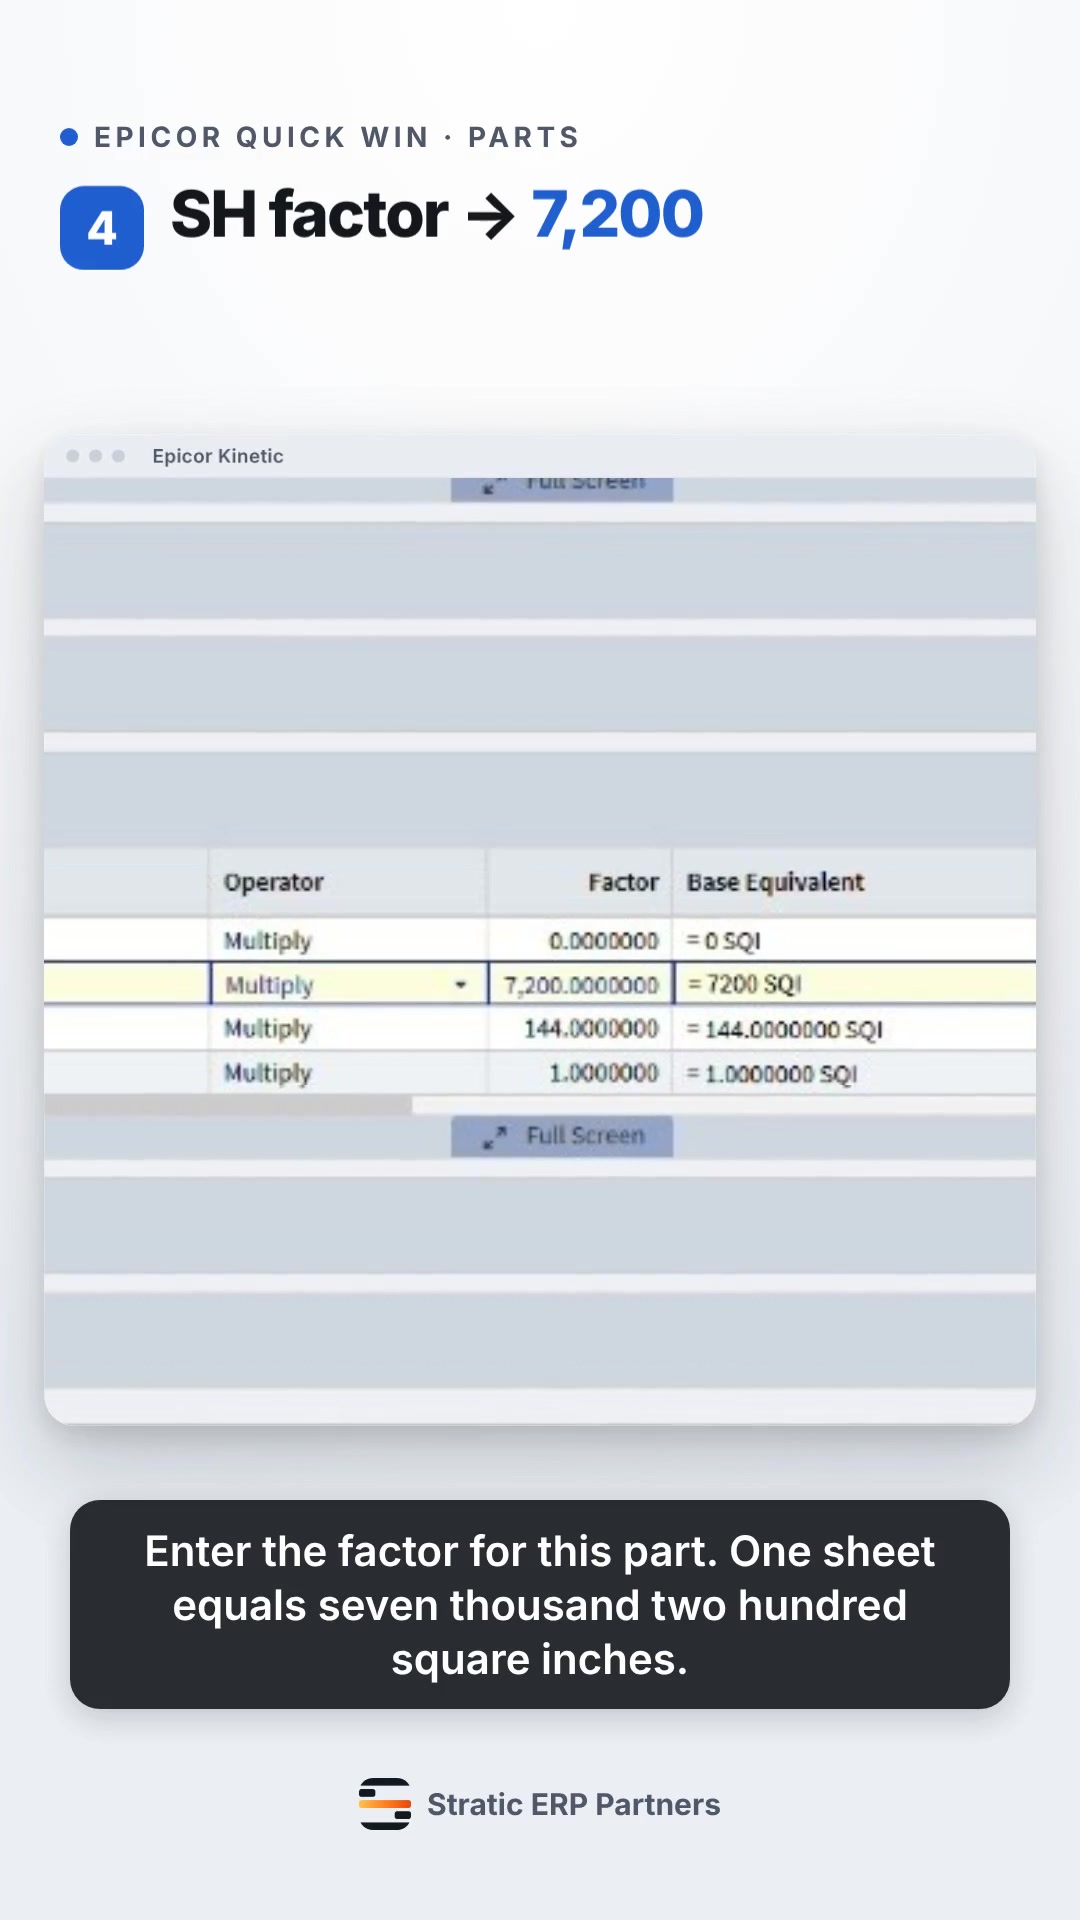 EPICOR QUICK WIN · PARTS
4 SH factor → 7,200
Epicor Kinetic
Full Screen
Operator Factor Base Equivalent
Multiply 0.0000000 = 0 SQI
Multiply 7,200.0000000 = 7200 SQI
Multiply 144.0000000 = 144.0000000 SQI
Multiply 1.0000000 = 1.0000000 SQI
Full Screen
Enter the factor for this part. One sheet
equals seven thousand two hundred
square inches.
Stratic ERP Partners